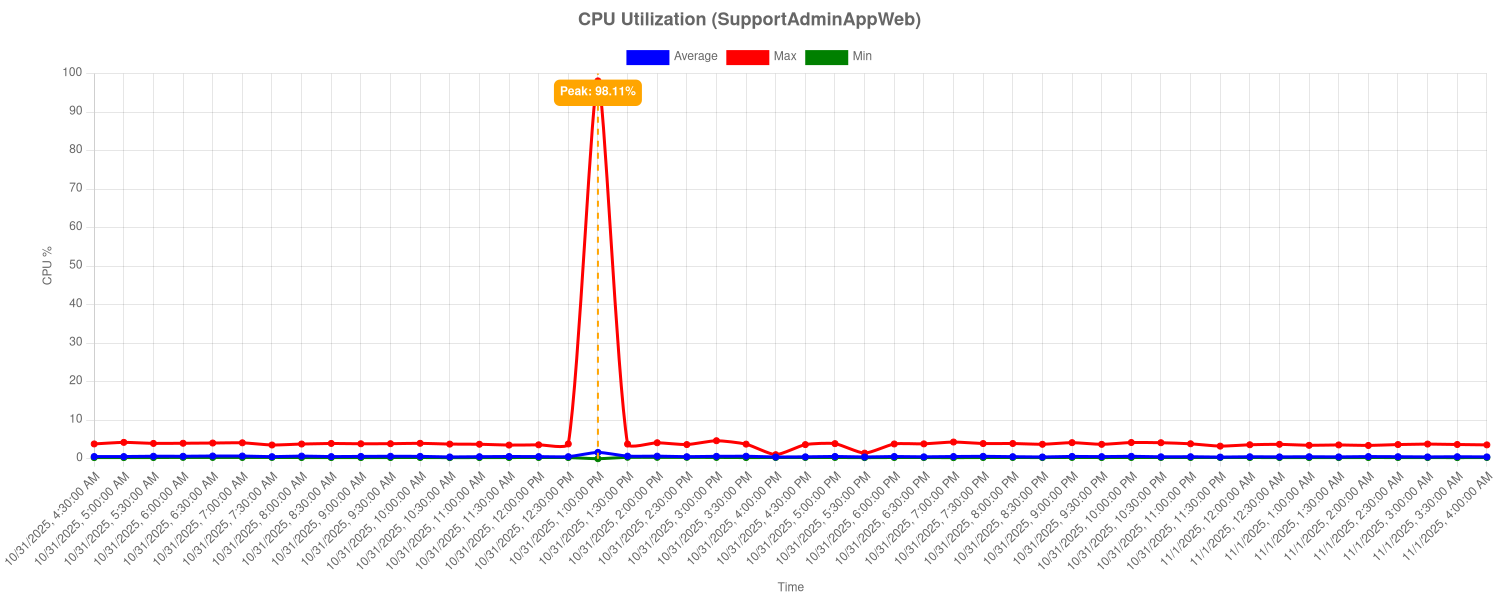 CPU Utilization (SupportAdminAppWeb)
Average Max Min
Peak: 98.11%
CPU %
100
90
80
70
60
50
40
30
20
10
0
10/31/2025, 4:30:00 AM
10/31/2025, 5:00:00 AM
10/31/2025, 5:30:00 AM
10/31/2025, 6:00:00 AM
10/31/2025, 6:30:00 AM
10/31/2025, 7:00:00 AM
10/31/2025, 7:30:00 AM
10/31/2025, 8:00:00 AM
10/31/2025, 8:30:00 AM
10/31/2025, 9:00:00 AM
10/31/2025, 9:30:00 AM
10/31/2025, 10:00:00 AM
10/31/2025, 10:30:00 AM
10/31/2025, 11:00:00 AM
10/31/2025, 11:30:00 AM
10/31/2025, 12:00:00 PM
10/31/2025, 12:30:00 PM
10/31/2025, 1:00:00 PM
10/31/2025, 1:30:00 PM
10/31/2025, 2:00:00 PM
10/31/2025, 2:30:00 PM
10/31/2025, 3:00:00 PM
10/31/2025, 3:30:00 PM
10/31/2025, 4:00:00 PM
10/31/2025, 4:30:00 PM
10/31/2025, 5:00:00 PM
10/31/2025, 5:30:00 PM
10/31/2025, 6:00:00 PM
10/31/2025, 6:30:00 PM
10/31/2025, 7:00:00 PM
10/31/2025, 7:30:00 PM
10/31/2025, 8:00:00 PM
10/31/2025, 8:30:00 PM
10/31/2025, 9:00:00 PM
10/31/2025, 9:30:00 PM
10/31/2025, 10:00:00 PM
10/31/2025, 10:30:00 PM
10/31/2025, 11:00:00 PM
10/31/2025, 11:30:00 PM
11/1/2025, 12:00:00 AM
11/1/2025, 12:30:00 AM
11/1/2025, 1:00:00 AM
11/1/2025, 1:30:00 AM
11/1/2025, 2:00:00 AM
11/1/2025, 2:30:00 AM
11/1/2025, 3:00:00 AM
11/1/2025, 3:30:00 AM
11/1/2025, 4:00:00 AM
Time